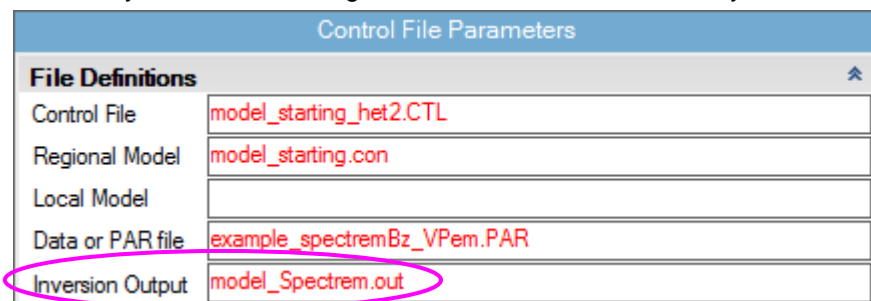 Control File Parameters
File Definitions
Control File model_starting_het2.CTL
Regional Model model_starting.con
Local Model
Data or PAR file example_spectremBz_VPem.PAR
Inversion Output model_Spectrem.out